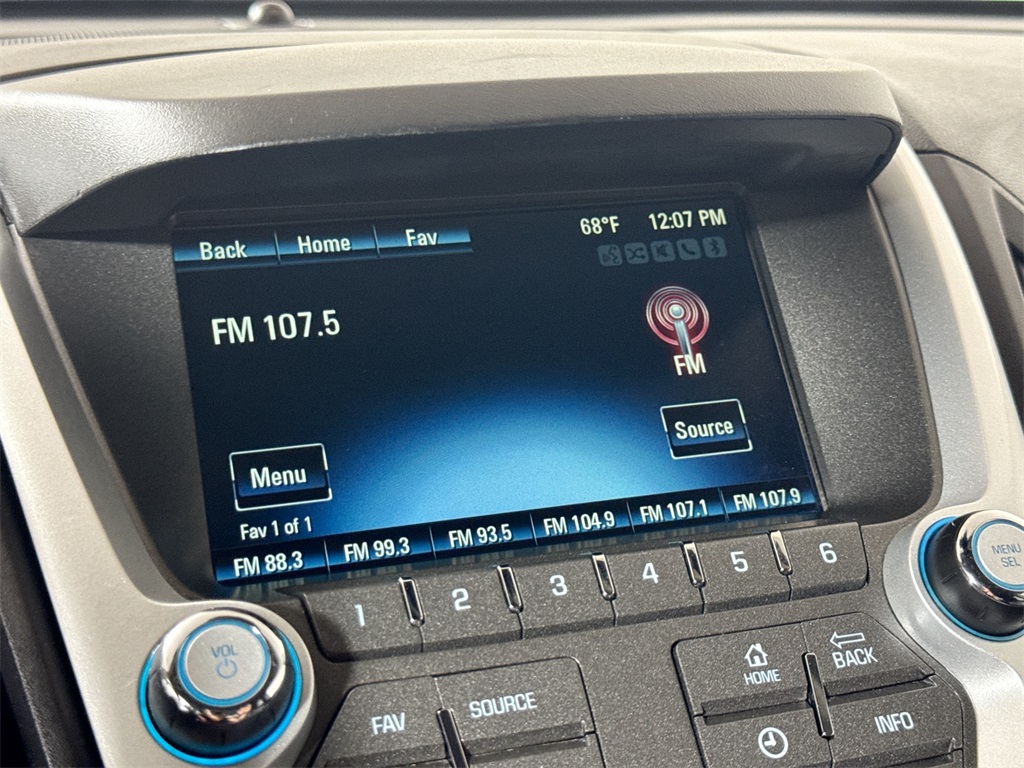 Back Home Fav 68°F 12:07 PM
FM 107.5
FM
Source
Menu
Fav 1 of 1
FM 88.3 FM 99.3 FM 93.5 FM 104.9 FM 107.1 FM 107.9
1 2 3 4 5 6
VOL
MENU
SEL
FAV SOURCE
HOME BACK
INFO